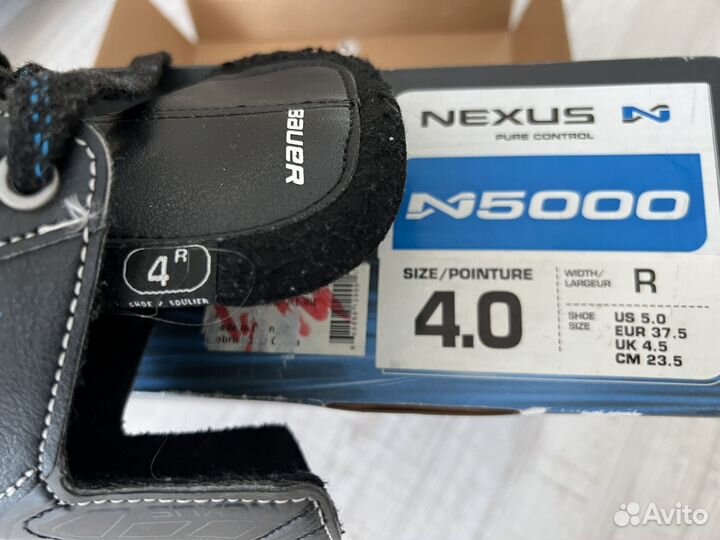 BAUER
4 R
SHOE / SOULIER
NEXUS
PURE CONTROL
N5000
SIZE/POINTURE
4.0
WIDTH/
LARGEUR
R
SHOE
SIZE
US 5.0
EUR 37.5
UK 4.5
CM 23.5
Avito